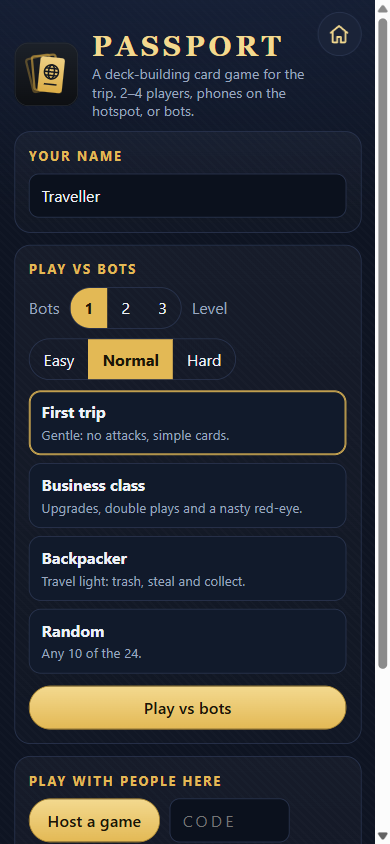 PASSPORT
A deck-building card game for the
trip. 2–4 players, phones on the
hotspot, or bots.
YOUR NAME
Traveller
PLAY VS BOTS
Bots 1 2 3 Level
Easy Normal Hard
First trip
Gentle: no attacks, simple cards.
Business class
Upgrades, double plays and a nasty red-eye.
Backpacker
Travel light: trash, steal and collect.
Random
Any 10 of the 24.
Play vs bots
PLAY WITH PEOPLE HERE
Host a game CODE